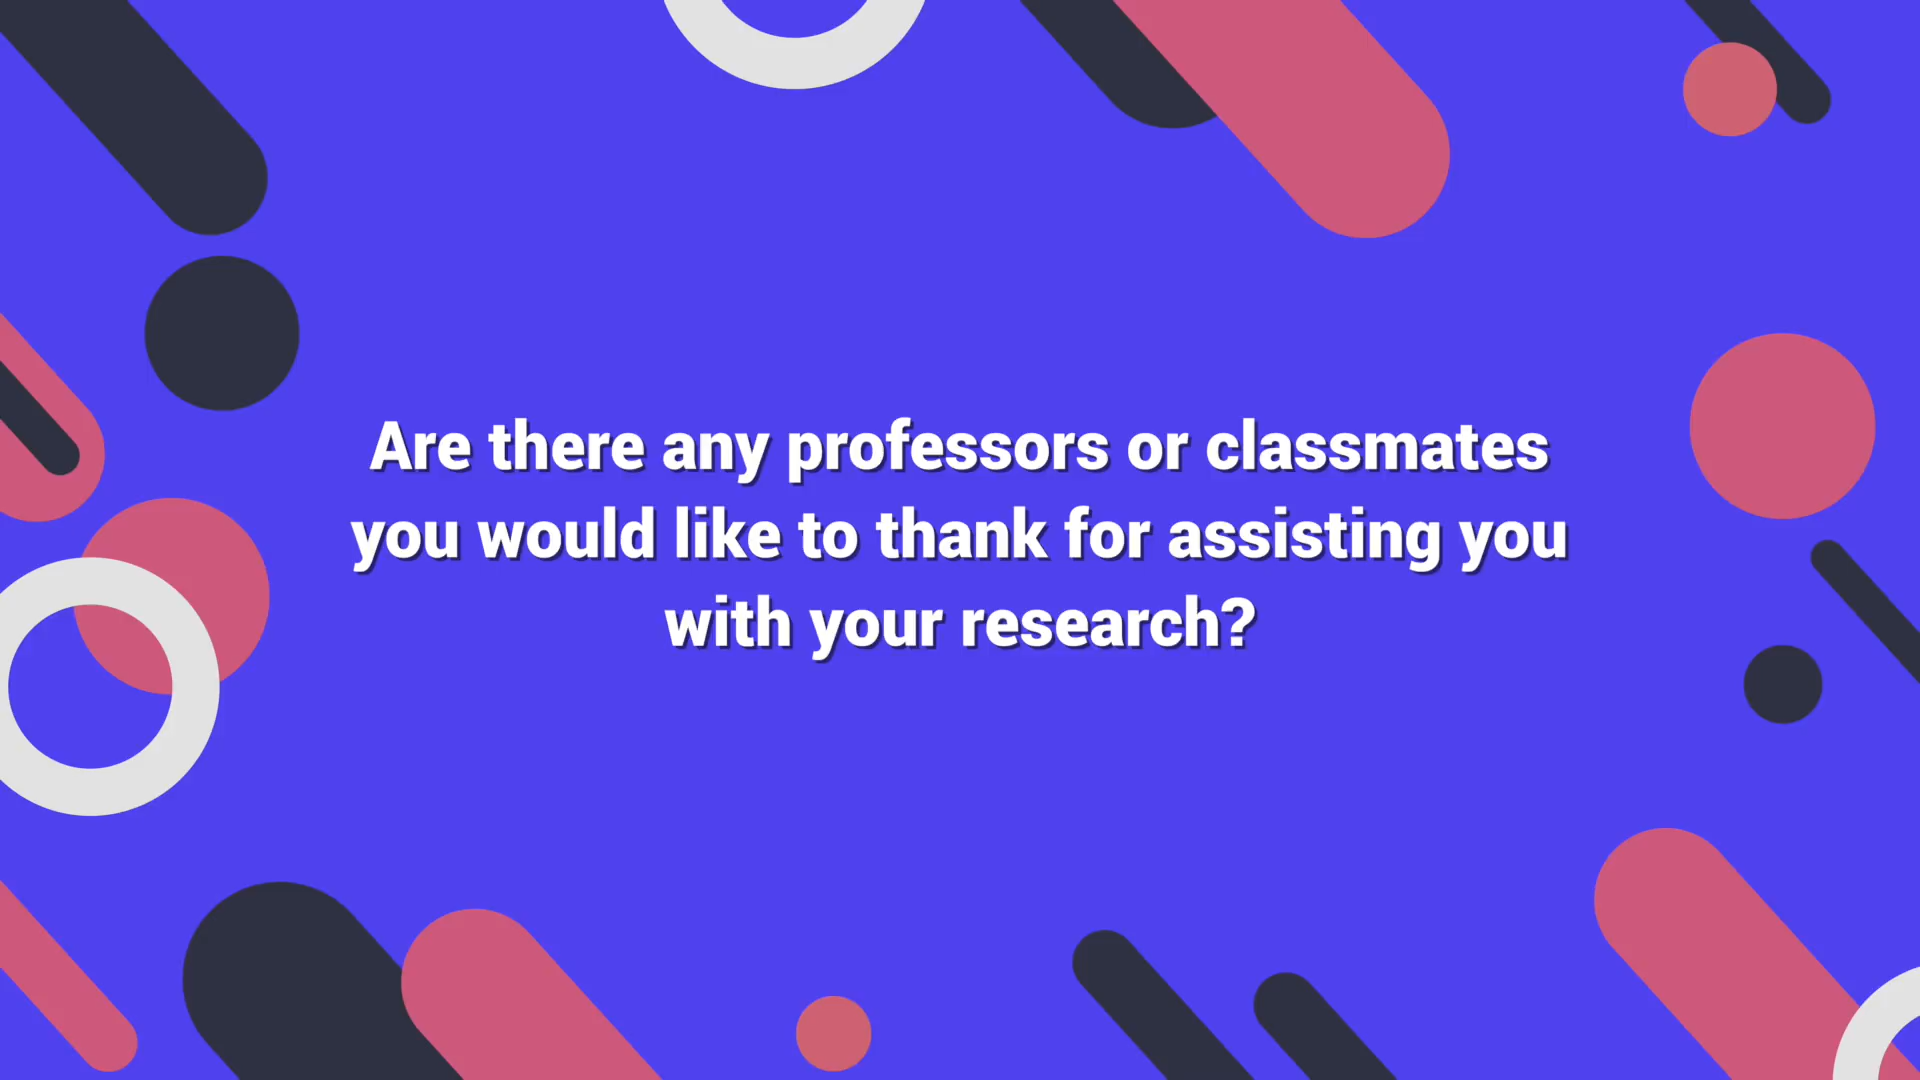 Are there any professors or classmates
you would like to thank for assisting you
with your research?